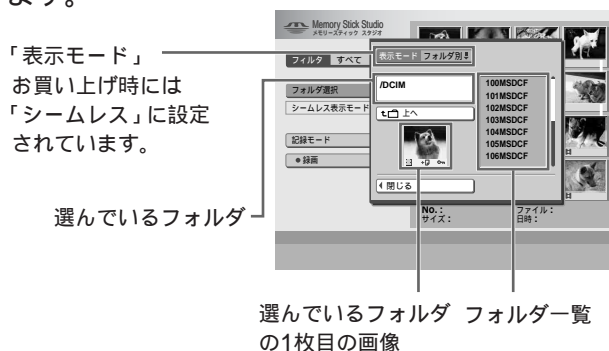 ます。
「表示モード」
お買い上げ時には
「シームレス」に設定
されています。
選んでいるフォルダ
Memory Stick Studio
メモリースティック スタジオ
フィルタ すべて
フォルダ選択
シームレス表示モード
記録モード
●録画
表示モード フォルダ別
/DCIM
上へ
閉じる
100MSDCF
101MSDCF
102MSDCF
103MSDCF
104MSDCF
105MSDCF
106MSDCF
No.: ファイル:
サイズ: 日時:
選んでいるフォルダ フォルダ一覧
の1枚目の画像